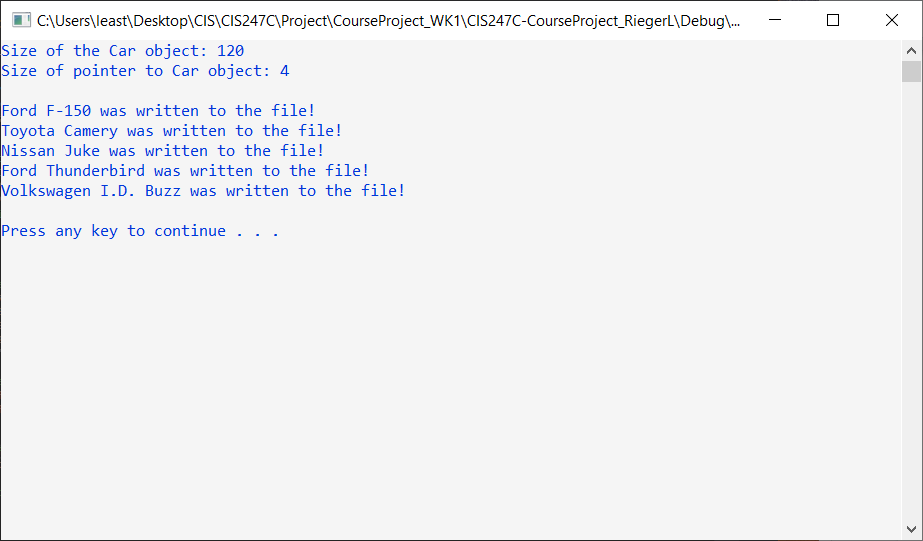 C:\Users\least\Desktop\CIS\CIS247C\Project\CourseProject_WK1\CIS247C-CourseProject_RiegerL\Debug\...
Size of the Car object: 120
Size of pointer to Car object: 4
Ford F-150 was written to the file!
Toyota Camery was written to the file!
Nissan Juke was written to the file!
Ford Thunderbird was written to the file!
Volkswagen I.D. Buzz was written to the file!
Press any key to continue . . .